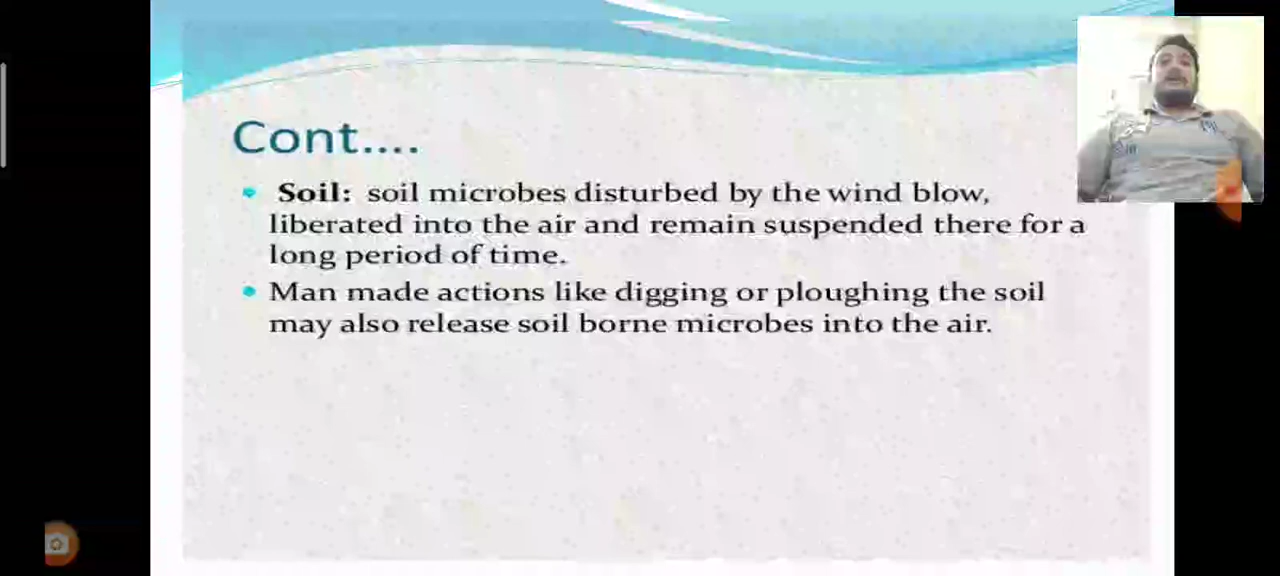 Cont....
Soil: soil microbes disturbed by the wind blow,
liberated into the air and remain suspended there for a
long period of time.
Man made actions like digging or ploughing the soil
may also release soil borne microbes into the air.